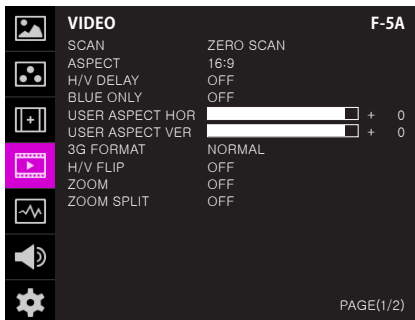 VIDEO F-5A
SCAN ZERO SCAN
ASPECT 16:9
H/V DELAY OFF
BLUE ONLY OFF
USER ASPECT HOR + 0
USER ASPECT VER + 0
3G FORMAT NORMAL
H/V FLIP OFF
ZOOM OFF
ZOOM SPLIT OFF
PAGE(1/2)